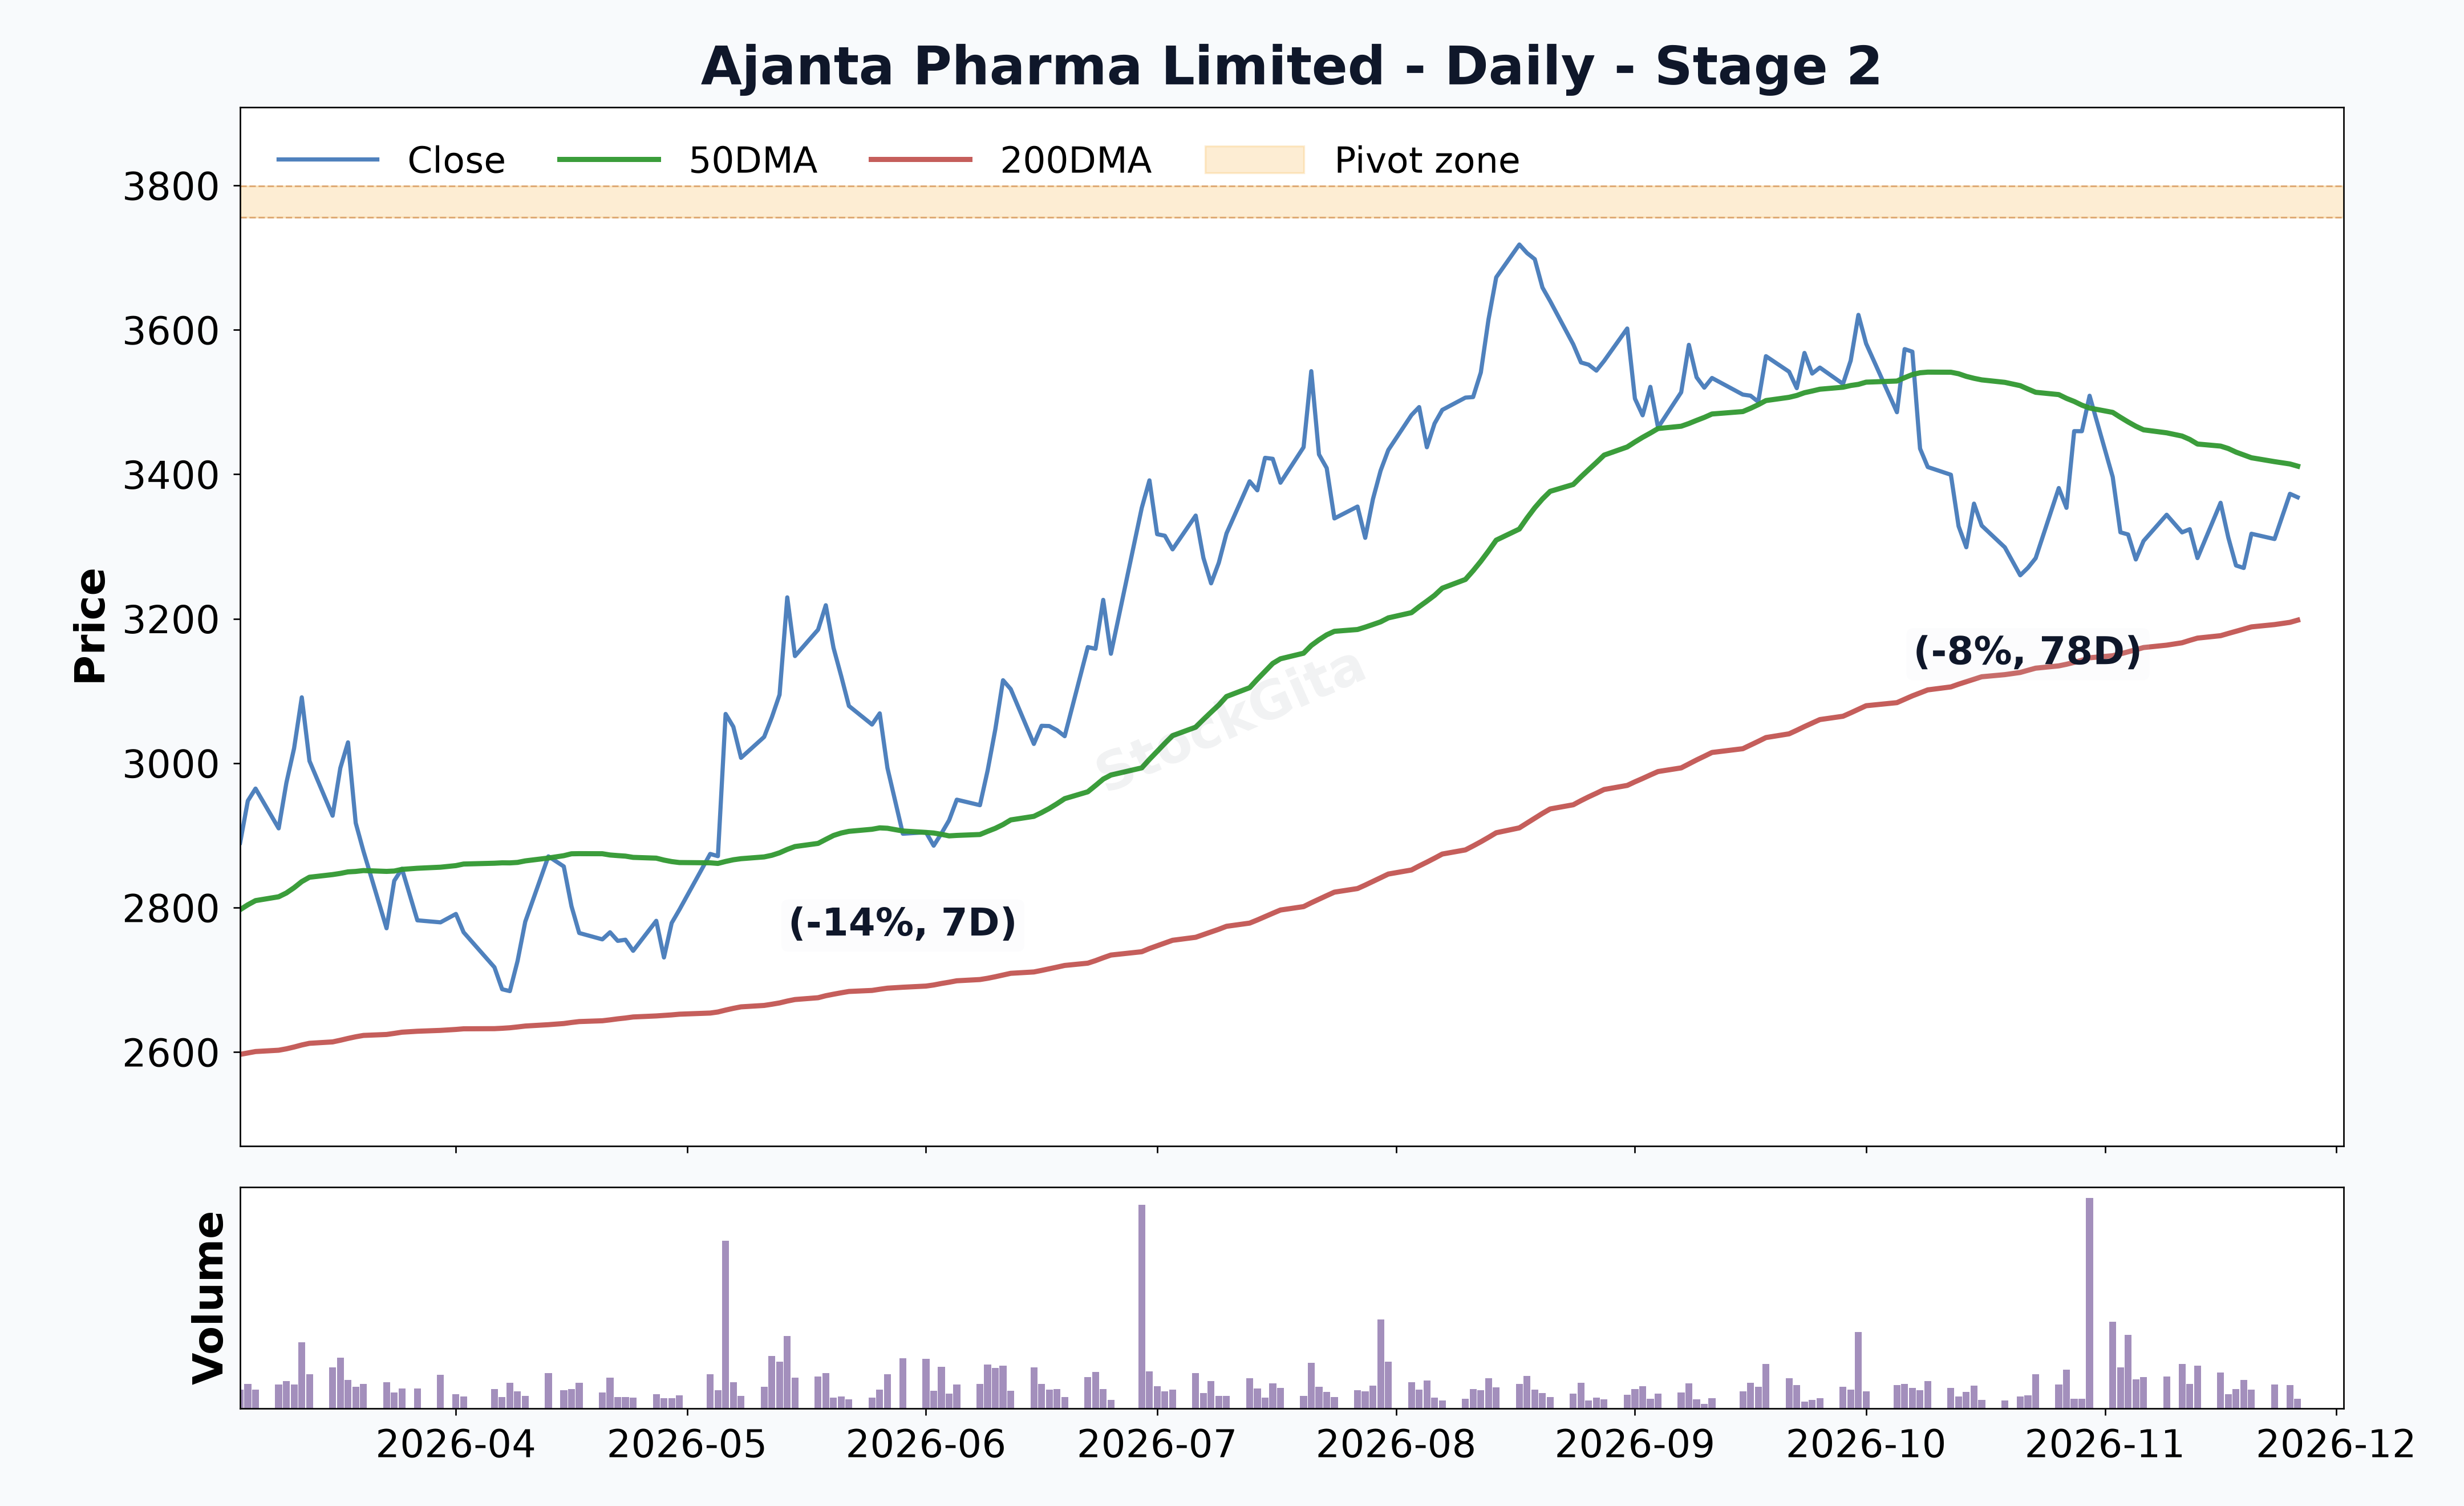 Ajanta Pharma Limited - Daily - Stage 2
Close 50DMA 200DMA Pivot zone
Price
3800
3600
3400
3200
3000
2800
2600
(-14%, 7D)
(-8%, 78D)
StockGita
Volume
2026-04 2026-05 2026-06 2026-07 2026-08 2026-09 2026-10 2026-11 2026-12